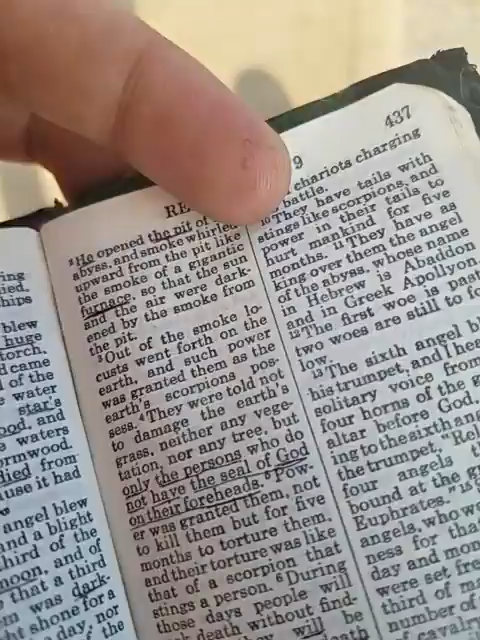 ing
ied.
hips
blew
huge
torch.
d came
of the
water
star's
ood, and
e waters
ormwood.
died from
ause it had
angel blew
and a blight
third of the
moon, and of
that a third
m was dark-
nt shone for a
day, nor
the
RE
9
437
²He opened the pit of
abyss, and smoke whirled
upward from the pit like
the smoke of a gigantic
furnace, so that the sun
and the air were dark-
ened by the smoke from
the pit.
³Out of the smoke lo-
custs went forth on the
earth, and such power
was granted them as the
earth's scorpions pos-
sess. ⁴They were told not
to damage the earth's
grass, neither any vege-
tation, nor any tree, but
only the persons who do
not have the seal of God
on their foreheads. ⁵Pow-
er was granted them, not
to kill them but for five
months to torture them,
and their torture was like
that of a scorpion that
stings a person. ⁶During
those days people will
death without find-
will be
chariots charging
battle.
¹⁰They have tails with
stings like scorpions, and
power in their tails to
hurt mankind for five
months. ¹¹They have as
king over them the angel
of the abyss, whose name
in Hebrew is Abaddon
and in Greek Apollyon.
¹²The first woe is past
two woes are still to fo
low.
¹³The sixth angel b
his trumpet, and I hea
solitary voice from
four horns of the g
altar before God,
ing to the sixth ang
the trumpet, "Rel
four angels
bound at the g
Euphrates." ¹⁵
angels, who w
ness for tha
day and mon
were set fre
third of ma
number of
valry